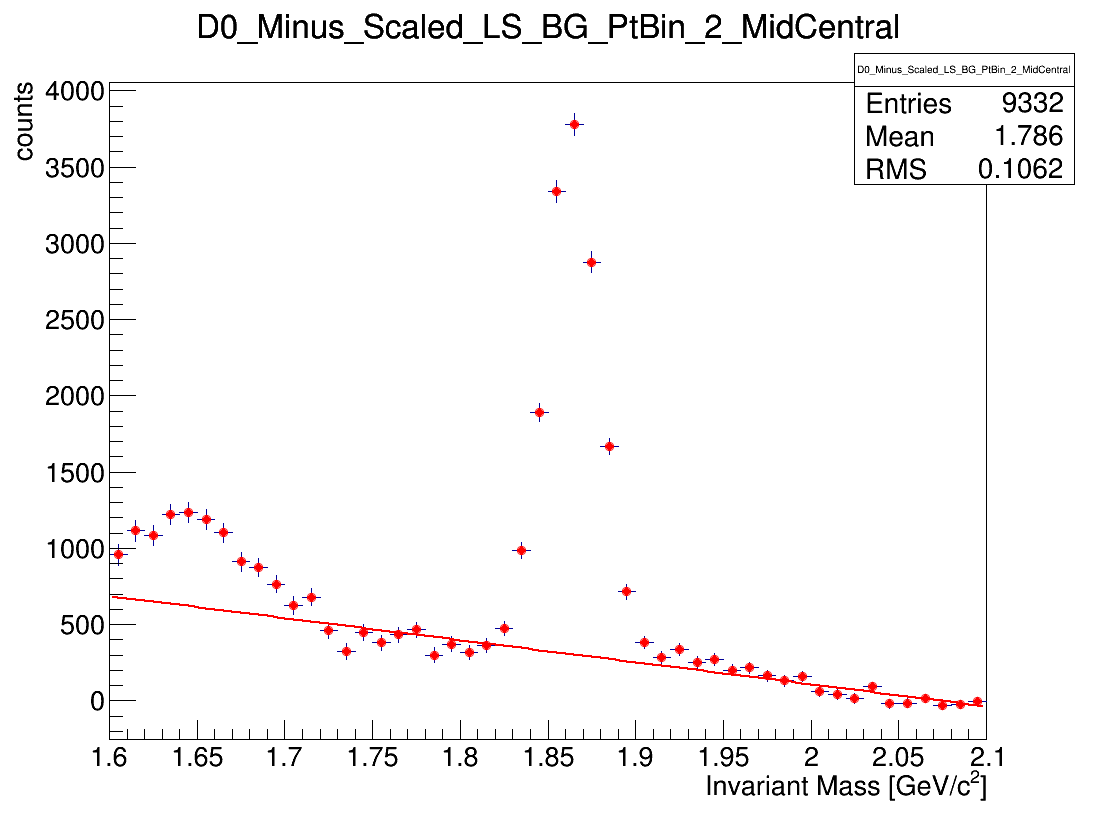 D0_Minus_Scaled_LS_BG_PtBin_2_MidCentral
D0_Minus_Scaled_LS_BG_PtBin_2_MidCentral
Entries 9332
Mean 1.786
RMS 0.1062
counts
4000
3500
3000
2500
2000
1500
1000
500
0
1.6 1.65 1.7 1.75 1.8 1.85 1.9 1.95 2 2.05 2.1
Invariant Mass [GeV/c²]